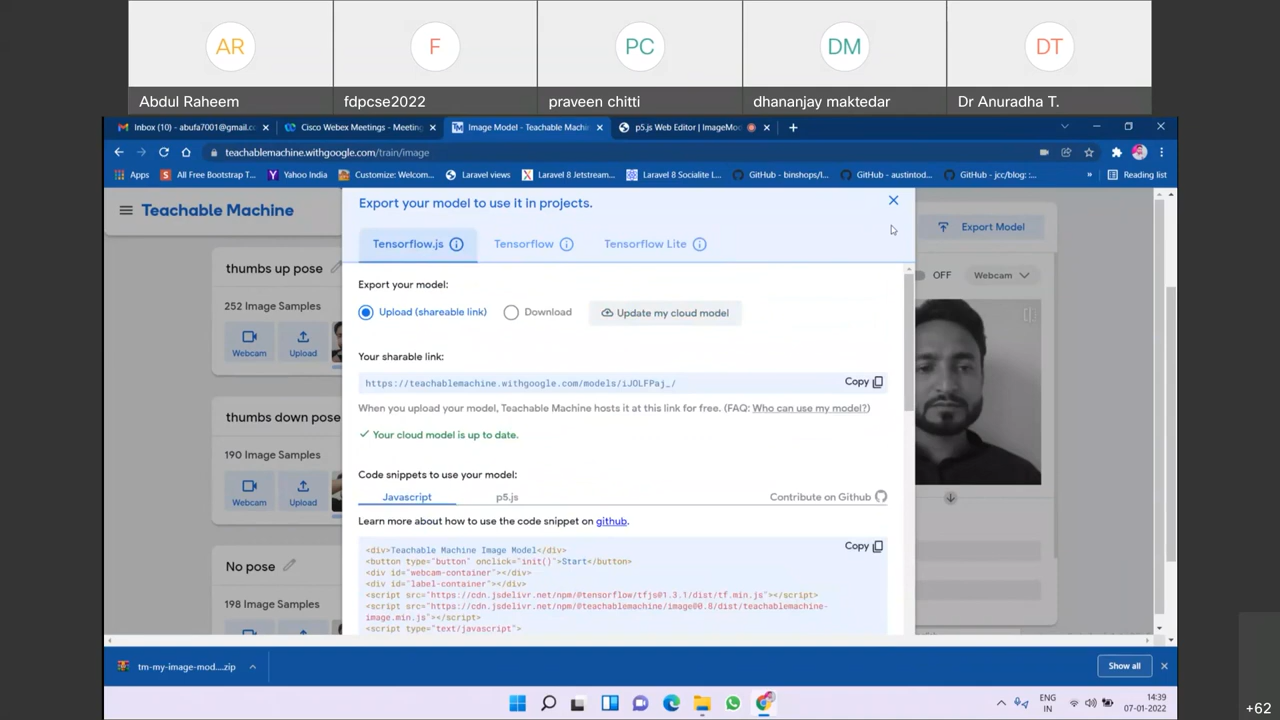 AR
F
PC
DM
DT
Abdul Raheem
fdpcse2022
praveen chitti
dhananjay maktedar
Dr Anuradha T.
Inbox (10) - abufa7001@gmail.c
Cisco Webex Meetings - Meetin
Image Model - Teachable Machin
p5.js Web Editor | ImageMo
teachablemachine.withgoogle.com/train/image
Apps
All Free Bootstrap T...
Yahoo India
Customize: Welcom...
Laravel views
Laravel 8 Jetstream...
Laravel 8 Socialite L...
GitHub - binshops/l...
GitHub - austintod...
GitHub - jcc/blog: :...
»
Reading list
Teachable Machine
Export your model to use it in projects.
Export Model
Tensorflow.js
Tensorflow
Tensorflow Lite
thumbs up pose
OFF
Webcam
Export your model:
252 Image Samples
Upload (shareable link)
Download
Update my cloud model
Webcam
Upload
Your sharable link:
https://teachablemachine.withgoogle.com/models/iJOLFPaj_/
Copy
When you upload your model, Teachable Machine hosts it at this link for free. (FAQ: Who can use my model?)
thumbs down pose
Your cloud model is up to date.
190 Image Samples
Code snippets to use your model:
Webcam
Upload
Javascript
p5.js
Contribute on Github
Learn more about how to use the code snippet on github.
<div>Teachable Machine Image Model</div>
Copy
<button type="button" onclick="init()">Start</button>
No pose
<div id="webcam-container"></div>
<div id="label-container"></div>
<script src="https://cdn.jsdelivr.net/npm/@tensorflow/tfjs@1.3.1/dist/tf.min.js"></script>
198 Image Samples
<script src="https://cdn.jsdelivr.net/npm/@teachablemachine/image@0.8/dist/teachablemachine-
image.min.js"></script>
<script type="text/javascript">
tm-my-image-mod....zip
Show all
ENG
IN
14:39
07-01-2022
+62